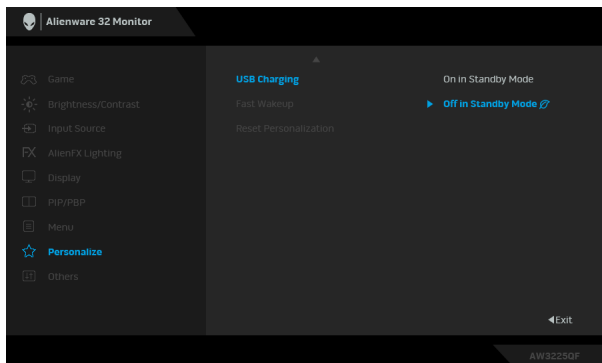 Alienware 32 Monitor
Game
USB Charging
On in Standby Mode
Brightness/Contrast
Fast Wakeup
Off in Standby Mode
Input Source
Reset Personalization
FX AlienFX Lighting
Display
PIP/PBP
Menu
Personalize
Others
Exit
AW3225QF